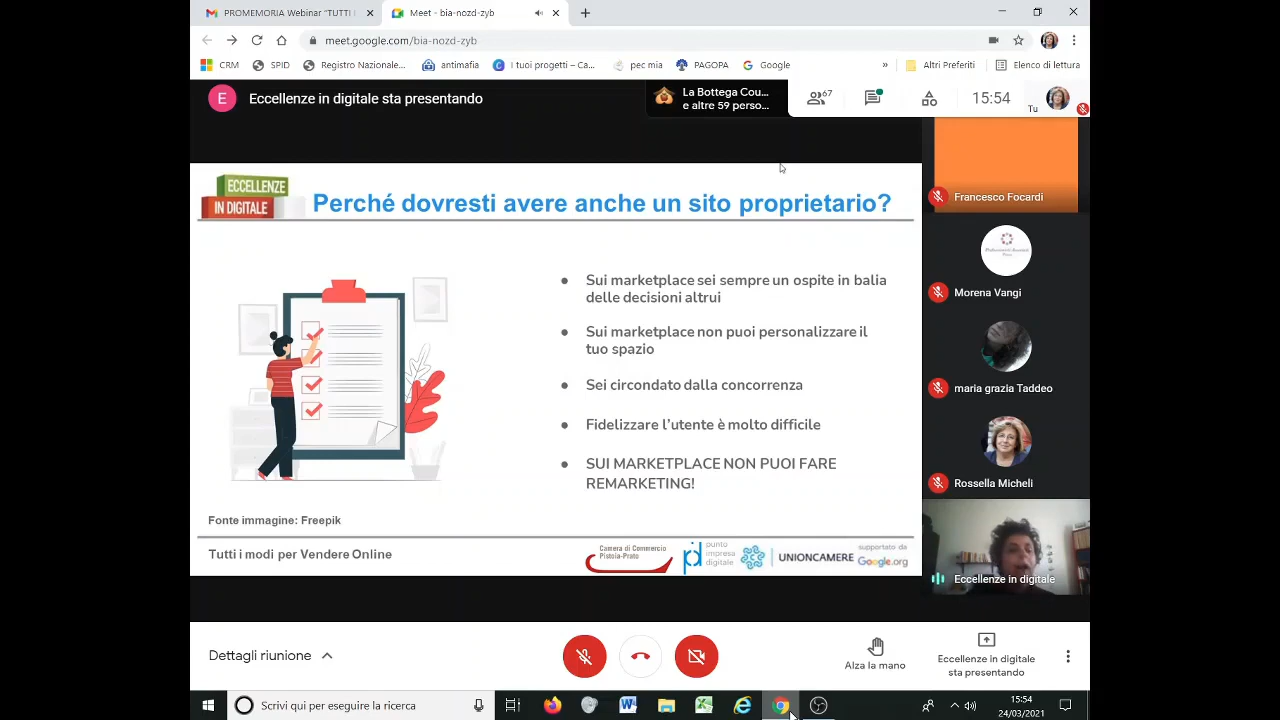 PROMEMORIA Webinar "TUTTI I
Meet - bia-nozd-zyb
meet.google.com/bia-nozd-zyb
CRM
SPID
Registro Nazionale...
antimafia
I tuoi progetti – Ca...
pec mia
PAGOPA
Google
»
Altri Preferiti
Elenco di lettura
E
Eccellenze in digitale sta presentando
La Bottega Cou...
e altre 59 perso...
67
15:54
Tu
ECCELLENZE
IN DIGITALE
Perché dovresti avere anche un sito proprietario?
Sui marketplace sei sempre un ospite in balia
delle decisioni altrui
Sui marketplace non puoi personalizzare il
tuo spazio
Sei circondato dalla concorrenza
Fidelizzare l'utente è molto difficile
SUI MARKETPLACE NON PUOI FARE
REMARKETING!
Fonte immagine: Freepik
Tutti i modi per Vendere Online
Camera di Commercio
Pistoia-Prato
punto
impresa
digitale
UNIONCAMERE
supportato da
Google.org
Francesco Focardi
Morena Vangi
maria grazia Taddeo
Rossella Micheli
Eccellenze in digitale
Dettagli riunione
Alza la mano
Eccellenze in digitale
sta presentando
Scrivi qui per eseguire la ricerca
15:54
24/03/2021